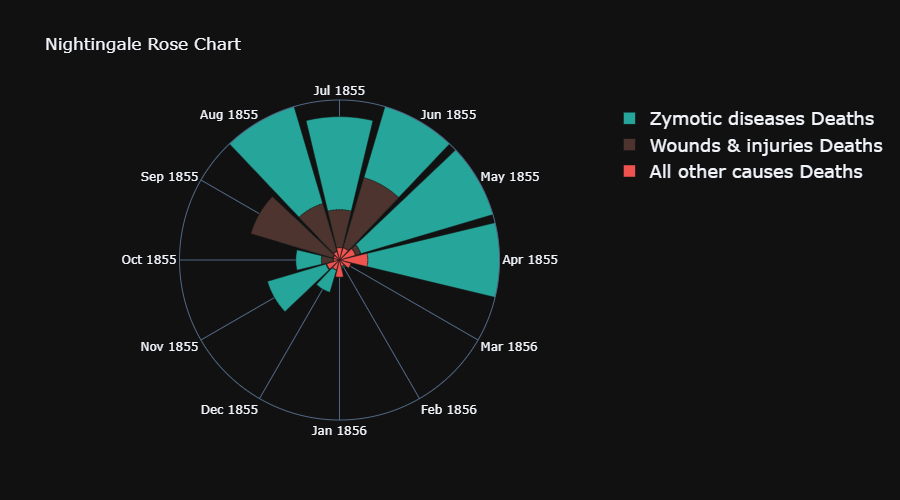 Nightingale Rose Chart
Jul 1855
Aug 1855
Jun 1855
Zymotic diseases Deaths
Wounds & injuries Deaths
All other causes Deaths
Sep 1855
May 1855
Oct 1855
Apr 1855
Nov 1855
Mar 1856
Dec 1855
Feb 1856
Jan 1856